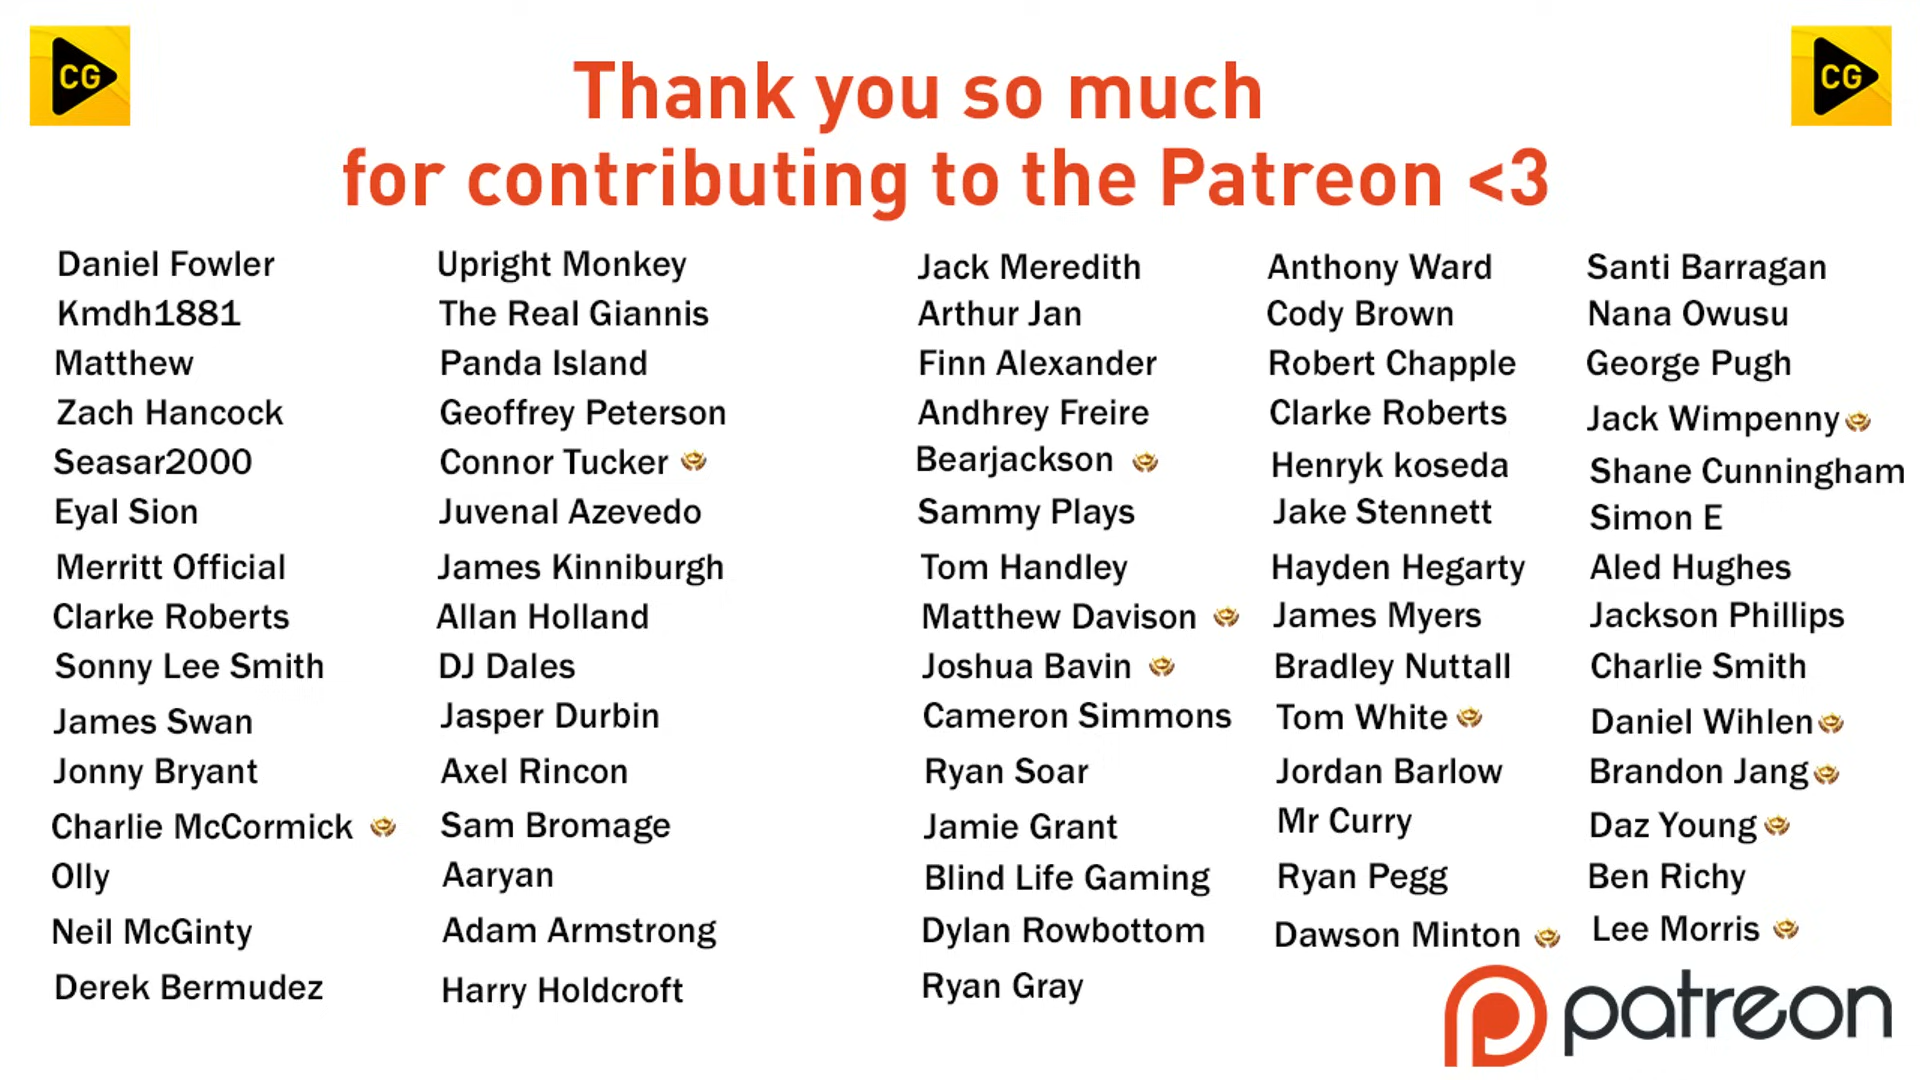 CG
CG
Thank you so much
for contributing to the Patreon <3
Daniel Fowler
Kmdh1881
Matthew
Zach Hancock
Seasar2000
Eyal Sion
Merritt Official
Clarke Roberts
Sonny Lee Smith
James Swan
Jonny Bryant
Charlie McCormick
Olly
Neil McGinty
Derek Bermudez
Upright Monkey
The Real Giannis
Panda Island
Geoffrey Peterson
Connor Tucker
Juvenal Azevedo
James Kinniburgh
Allan Holland
DJ Dales
Jasper Durbin
Axel Rincon
Sam Bromage
Aaryan
Adam Armstrong
Harry Holdcroft
Jack Meredith
Arthur Jan
Finn Alexander
Andhrey Freire
Bearjackson
Sammy Plays
Tom Handley
Matthew Davison
Joshua Bavin
Cameron Simmons
Ryan Soar
Jamie Grant
Blind Life Gaming
Dylan Rowbottom
Ryan Gray
Anthony Ward
Cody Brown
Robert Chapple
Clarke Roberts
Henryk koseda
Jake Stennett
Hayden Hegarty
James Myers
Bradley Nuttall
Tom White
Jordan Barlow
Mr Curry
Ryan Pegg
Dawson Minton
Santi Barragan
Nana Owusu
George Pugh
Jack Wimpenny
Shane Cunningham
Simon E
Aled Hughes
Jackson Phillips
Charlie Smith
Daniel Wihlen
Brandon Jang
Daz Young
Ben Richy
Lee Morris
patreon